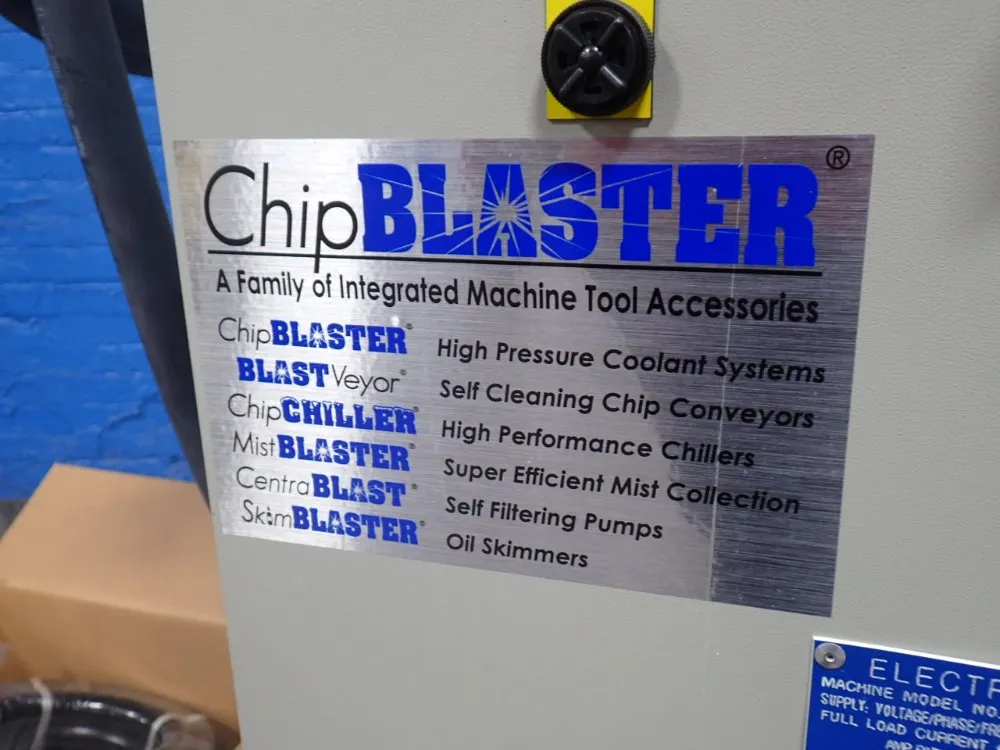 ChipBLASTER®
A Family of Integrated Machine Tool Accessories
ChipBLASTER® High Pressure Coolant Systems
BLASTVeyor® Self Cleaning Chip Conveyors
ChipCHILLER® High Performance Chillers
MistBLASTER® Super Efficient Mist Collection
CentraBLAST® Self Filtering Pumps
SkimBLASTER® Oil Skimmers
ELECTR
MACHINE MODEL NO.
SUPPLY: VOLTAGE/PHASE/FR
FULL LOAD CURRENT